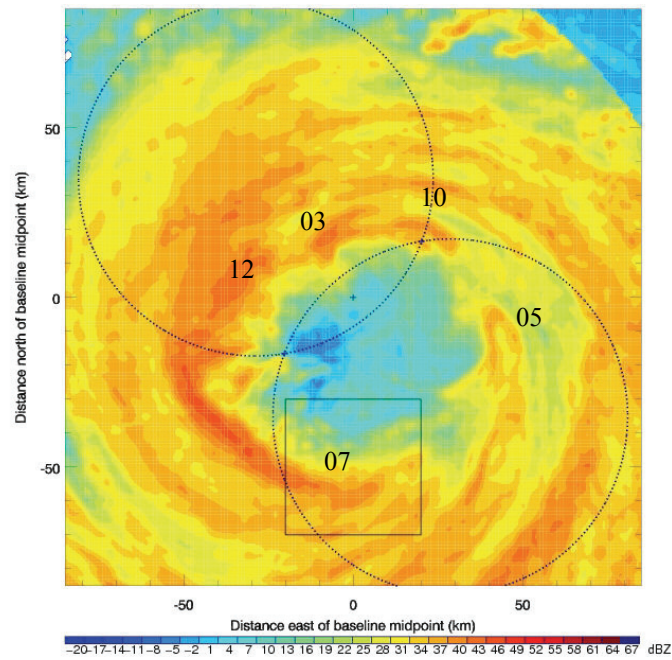 Distance north of baseline midpoint (km)
50
0
-50
03
10
12
05
07
-50 0 50
Distance east of baseline midpoint (km)
-20-17-14-11 -8 -5 -2 1 4 7 10 13 16 19 22 25 28 31 34 37 40 43 46 49 52 55 58 61 64 67 dBZ